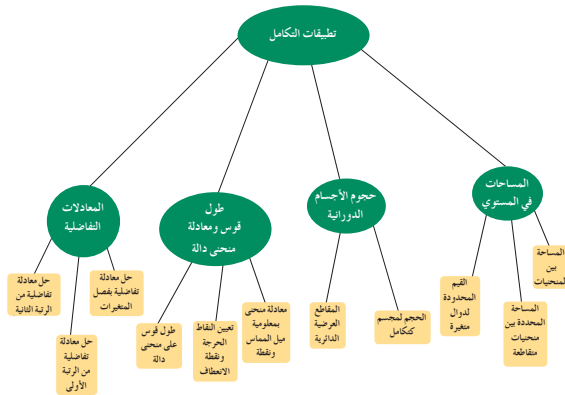 تطبيقات التكامل
المساحات
في المستوي
حجوم الأجسام
الدورانية
طول
قوس ومعادلة
منحنى دالة
المعادلات
التفاضلية
المساحة
بين
المنحنيات
المساحة
المحددة بين
منحنيات
متقاطعة
القيم
المحدودة
لدوال
متغيرة
الحجم لمجسم
كتكامل
المقاطع
العرضية
الدائرية
معادلة منحنى
بمعلومية
ميل المماس
ونقطة
تعيين النقاط
الحرجة
ونقطة
الانعطاف
طول قوس
على منحنى
دالة
حل معادلة
تفاضلية بفصل
المتغيرات
حل معادلة
تفاضلية
من الرتبة
الأولى
حل معادلة
تفاضلية من
الرتبة الثانية